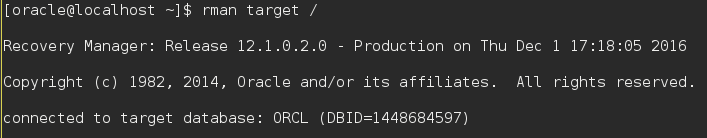 [oracle@localhost ~]$ rman target /
Recovery Manager: Release 12.1.0.2.0 - Production on Thu Dec 1 17:18:05 2016
Copyright (c) 1982, 2014, Oracle and/or its affiliates.  All rights reserved.
connected to target database: ORCL (DBID=1448684597)